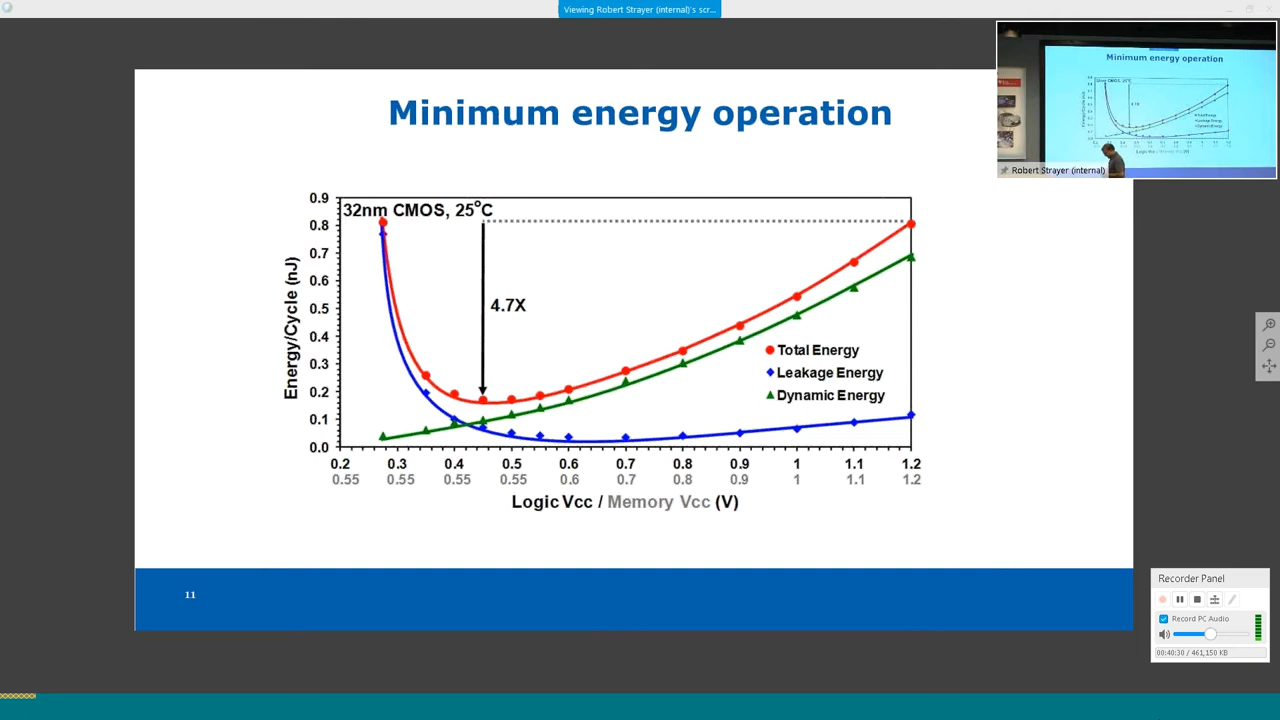 Viewing Robert Strayer (internal)'s scr...
Minimum energy operation
Minimum energy operation
Robert Strayer (internal)
32nm CMOS, 25°C
Energy/Cycle (nJ)
0.9
0.8
0.7
0.6
0.5
0.4
0.3
0.2
0.1
0.0
4.7X
Total Energy
Leakage Energy
Dynamic Energy
0.2 0.3 0.4 0.5 0.6 0.7 0.8 0.9 1 1.1 1.2
0.55 0.55 0.55 0.55 0.6 0.7 0.8 0.9 1 1.1 1.2
Logic Vcc / Memory Vcc (V)
11
Recorder Panel
Record PC Audio
00:40:30 / 461,150 KB